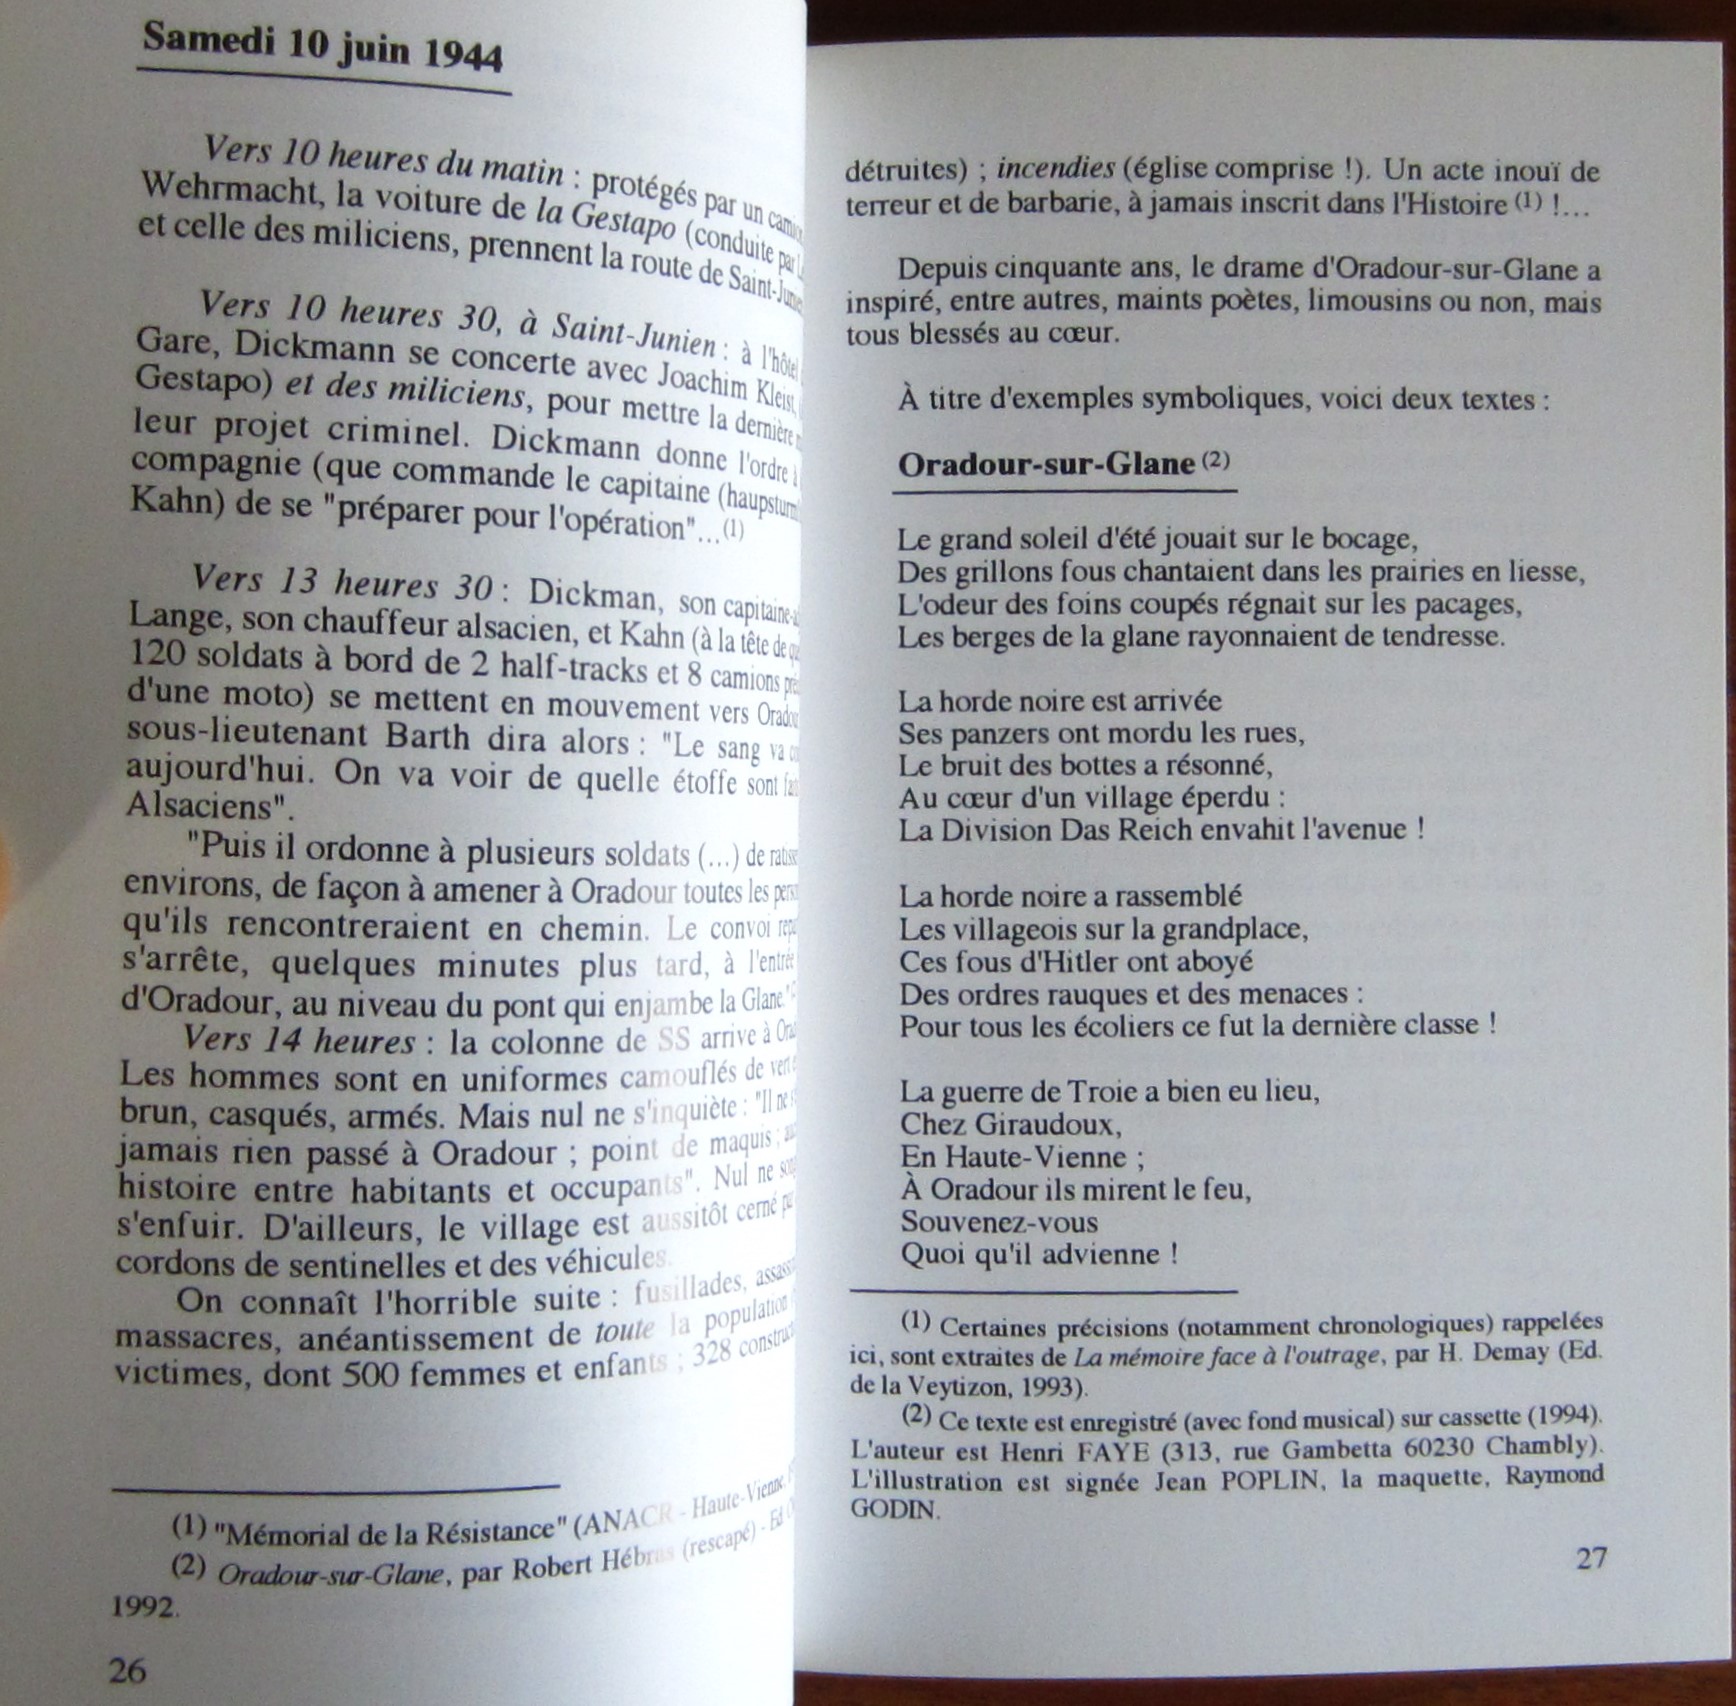 Samedi 10 juin 1944
Vers 10 heures du matin : protégés par un camion
Wehrmacht, la voiture de la Gestapo (conduite par
et celle des miliciens, prennent la route de Saint-Junien
Vers 10 heures 30, à Saint-Junien : à l'hôtel
Gare, Dickmann se concerte avec Joachim Kleist,
Gestapo) et des miliciens, pour mettre la dernière
leur projet criminel. Dickmann donne l'ordre à
compagnie (que commande le capitaine (haupsturm
Kahn) de se "préparer pour l'opération"...(1)
Vers 13 heures 30 : Dickman, son capitaine-
Lange, son chauffeur alsacien, et Kahn (à la tête de
120 soldats à bord de 2 half-tracks et 8 camions
d'une moto) se mettent en mouvement vers Oradour
sous-lieutenant Barth dira alors : "Le sang va
aujourd'hui. On va voir de quelle étoffe sont
Alsaciens".
"Puis il ordonne à plusieurs soldats (...) de
environs, de façon à amener à Oradour toutes les
qu'ils rencontreraient en chemin. Le convoi
s'arrête, quelques minutes plus tard, à l'entrée
d'Oradour, au niveau du pont qui enjambe la Glane."
Vers 14 heures : la colonne de SS arrive à
Les hommes sont en uniformes camouflés de vert
brun, casqués, armés. Mais nul ne s'inquiète : "Il ne
jamais rien passé à Oradour ; point de maquis ;
histoire entre habitants et occupants". Nul ne
s'enfuir. D'ailleurs, le village est aussitôt cerné
cordons de sentinelles et des véhicules.
On connaît l'horrible suite : fusillades,
massacres, anéantissement de toute la population
victimes, dont 500 femmes et enfants ; 328
(1) "Mémorial de la Résistance" (ANACR - Haute-Vienne,
(2) Oradour-sur-Glane, par Robert Hébras (rescapé) - Ed
1992.
26
détruites) ; incendies (église comprise !). Un acte inouï de
terreur et de barbarie, à jamais inscrit dans l'Histoire (1) !...
Depuis cinquante ans, le drame d'Oradour-sur-Glane a
inspiré, entre autres, maints poètes, limousins ou non, mais
tous blessés au cœur.
À titre d'exemples symboliques, voici deux textes :
Oradour-sur-Glane (2)
Le grand soleil d'été jouait sur le bocage,
Des grillons fous chantaient dans les prairies en liesse,
L'odeur des foins coupés régnait sur les pacages,
Les berges de la glane rayonnaient de tendresse.
La horde noire est arrivée
Ses panzers ont mordu les rues,
Le bruit des bottes a résonné,
Au cœur d'un village éperdu :
La Division Das Reich envahit l'avenue !
La horde noire a rassemblé
Les villageois sur la grandplace,
Ces fous d'Hitler ont aboyé
Des ordres rauques et des menaces :
Pour tous les écoliers ce fut la dernière classe !
La guerre de Troie a bien eu lieu,
Chez Giraudoux,
En Haute-Vienne ;
À Oradour ils mirent le feu,
Souvenez-vous
Quoi qu'il advienne !
(1) Certaines précisions (notamment chronologiques) rappelées
ici, sont extraites de La mémoire face à l'outrage, par H. Demay (Ed.
de la Veytizon, 1993).
(2) Ce texte est enregistré (avec fond musical) sur cassette (1994).
L'auteur est Henri FAYE (313, rue Gambetta 60230 Chambly).
L'illustration est signée Jean POPLIN, la maquette, Raymond
GODIN.
27